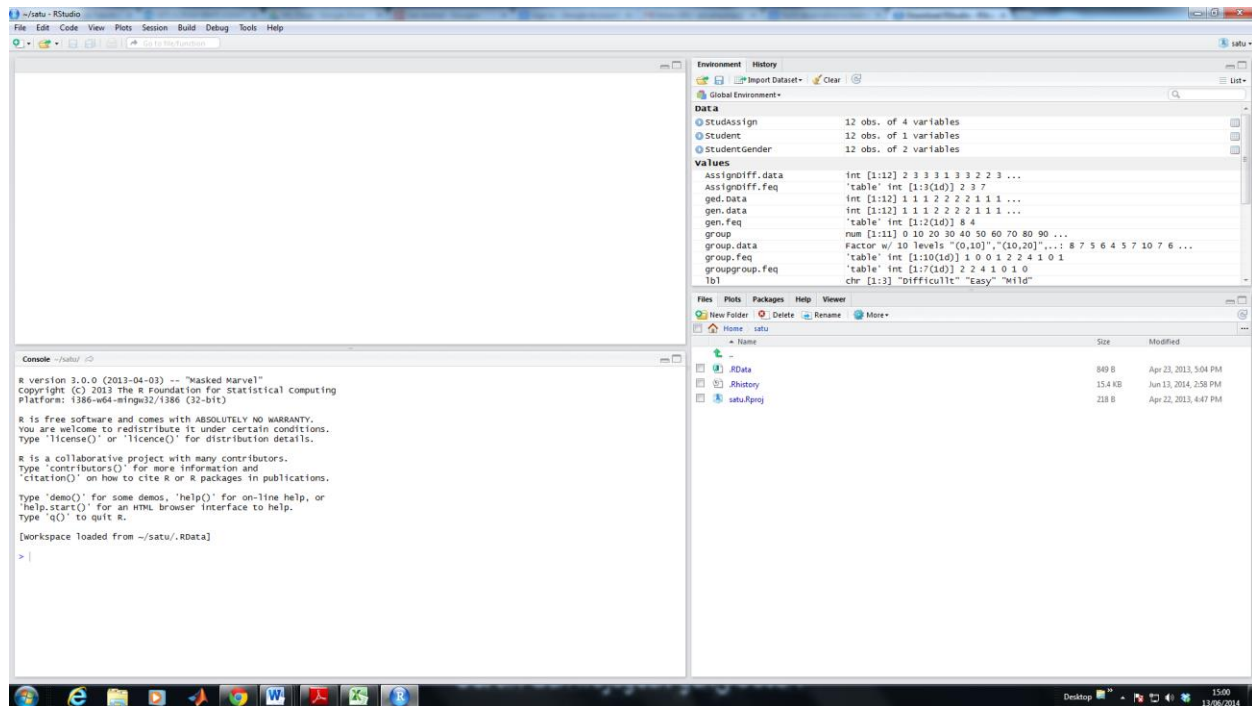 ~/satu - RStudio
File Edit Code View Plots Session Build Debug Tools Help
Go to file/function
satu
Environment History
Import Dataset Clear
List
Global Environment
Data
StudAssign 12 obs. of 4 variables
Student 12 obs. of 1 variables
StudentGender 12 obs. of 2 variables
Values
AssignDiff.data int [1:12] 2 3 3 3 1 3 3 2 2 3 ...
AssignDiff.feq 'table' int [1:3(1d)] 2 3 7
ged.Data int [1:12] 1 1 1 2 2 2 2 1 1 1 ...
gen.data int [1:12] 1 1 1 2 2 2 2 1 1 1 ...
gen.feq 'table' int [1:2(1d)] 8 4
group num [1:11] 0 10 20 30 40 50 60 70 80 90 ...
group.data Factor w/ 10 levels "(0,10]","(10,20]",..: 8 7 5 6 4 5 7 10 7 6 ...
group.feq 'table' int [1:10(1d)] 1 0 0 1 2 2 4 1 0 1
groupgroup.feq 'table' int [1:7(1d)] 2 2 4 1 0 1 0
lbl chr [1:3] "Difficullt" "Easy" "Mild"
Files Plots Packages Help Viewer
New Folder Delete Rename More
Home satu
Name Size Modified
..
.RData 849 B Apr 23, 2013, 5:04 PM
.Rhistory 15.4 KB Jun 13, 2014, 2:58 PM
satu.Rproj 218 B Apr 22, 2013, 4:47 PM
Console ~/satu/
R version 3.0.0 (2013-04-03) -- "Masked Marvel"
Copyright (C) 2013 The R Foundation for Statistical Computing
Platform: i386-w64-mingw32/i386 (32-bit)
R is free software and comes with ABSOLUTELY NO WARRANTY.
You are welcome to redistribute it under certain conditions.
Type 'license()' or 'licence()' for distribution details.
R is a collaborative project with many contributors.
Type 'contributors()' for more information and
'citation()' on how to cite R or R packages in publications.
Type 'demo()' for some demos, 'help()' for on-line help, or
'help.start()' for an HTML browser interface to help.
Type 'q()' to quit R.
[Workspace loaded from ~/satu/.RData]
>
Desktop
15:00
13/06/2014